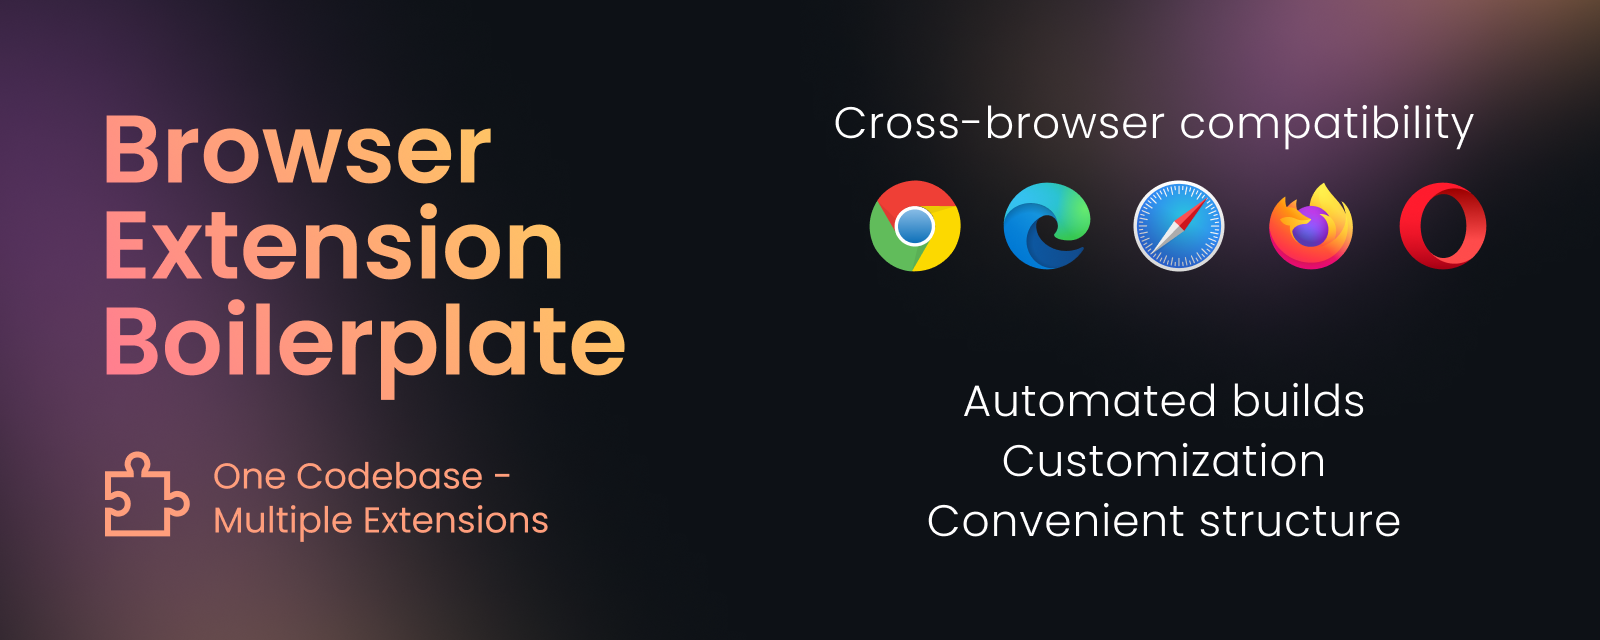 Browser
Extension
Boilerplate
One Codebase -
Multiple Extensions
Cross-browser compatibility
Automated builds
Customization
Convenient structure